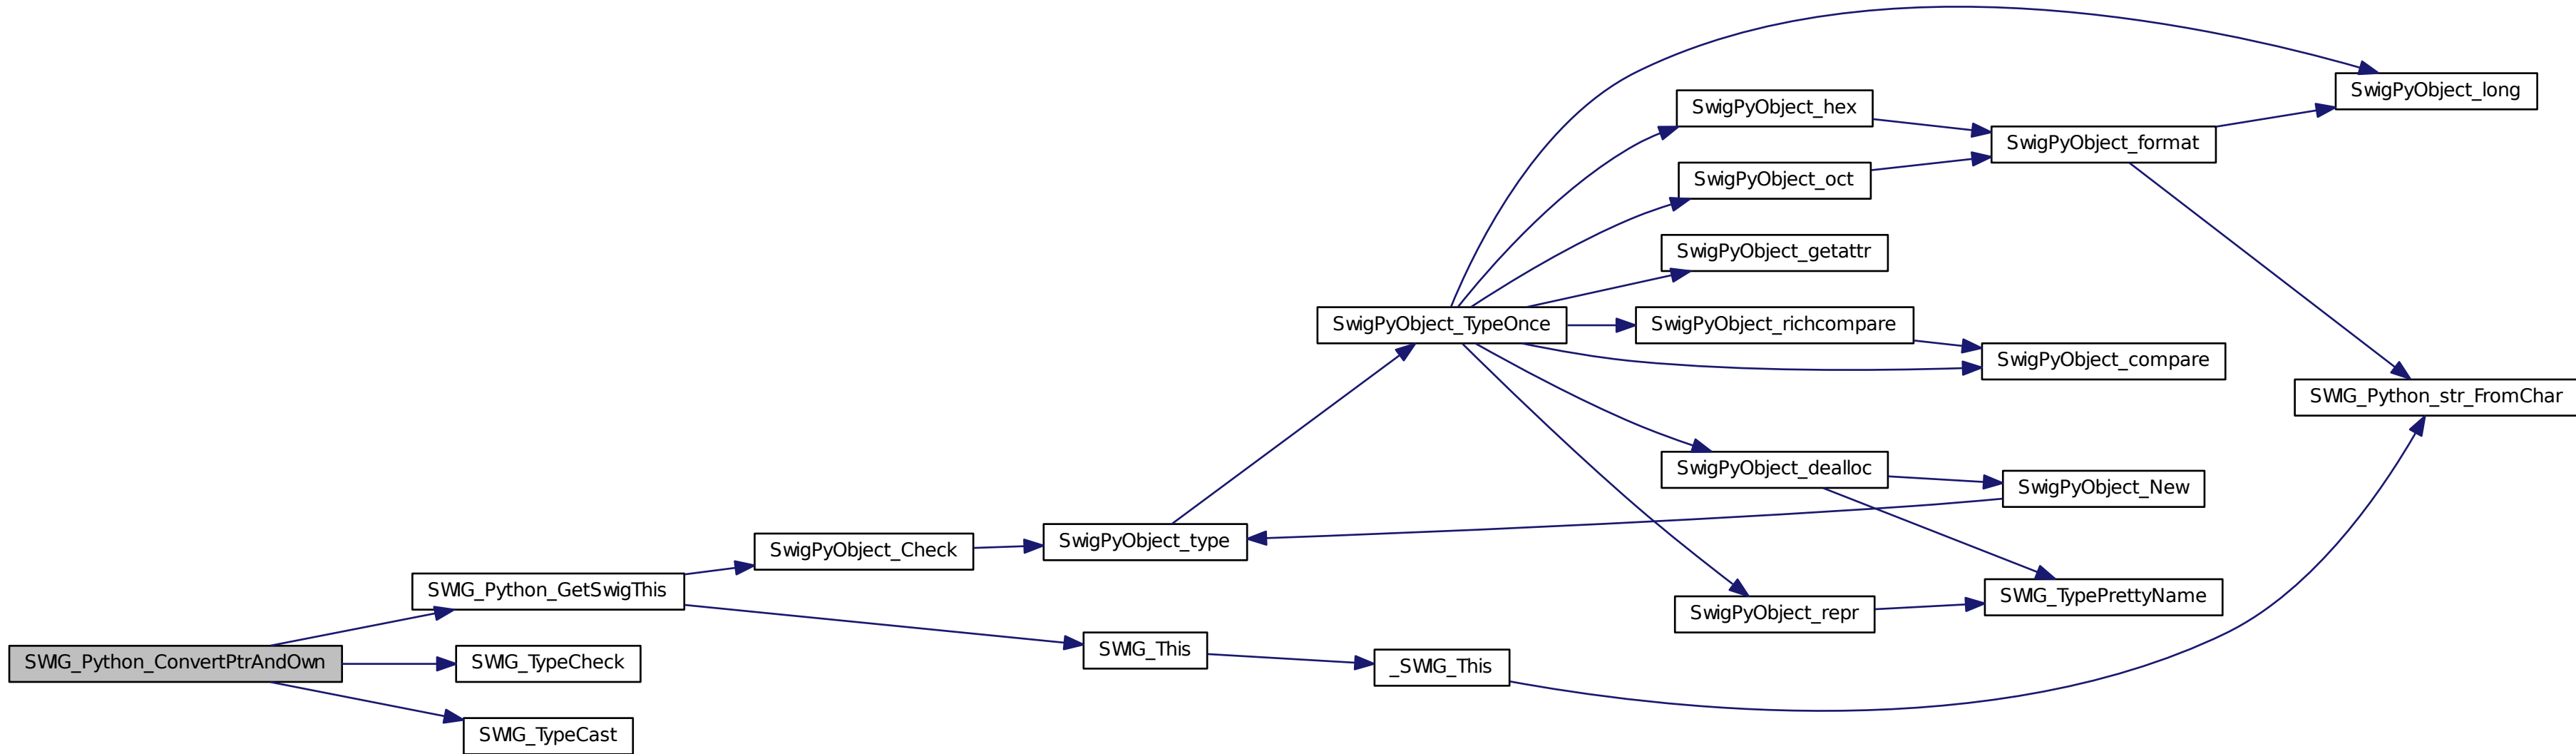 SwigPyObject_long
SwigPyObject_hex
SwigPyObject_format
SwigPyObject_oct
SwigPyObject_getattr
SwigPyObject_TypeOnce
SwigPyObject_richcompare
SwigPyObject_compare
SWIG_Python_str_FromChar
SwigPyObject_dealloc
SwigPyObject_New
SwigPyObject_Check
SwigPyObject_type
SWIG_Python_GetSwigThis
SWIG_TypePrettyName
SwigPyObject_repr
SWIG_Python_ConvertPtrAndOwn
SWIG_TypeCheck
SWIG_This
_SWIG_This
SWIG_TypeCast